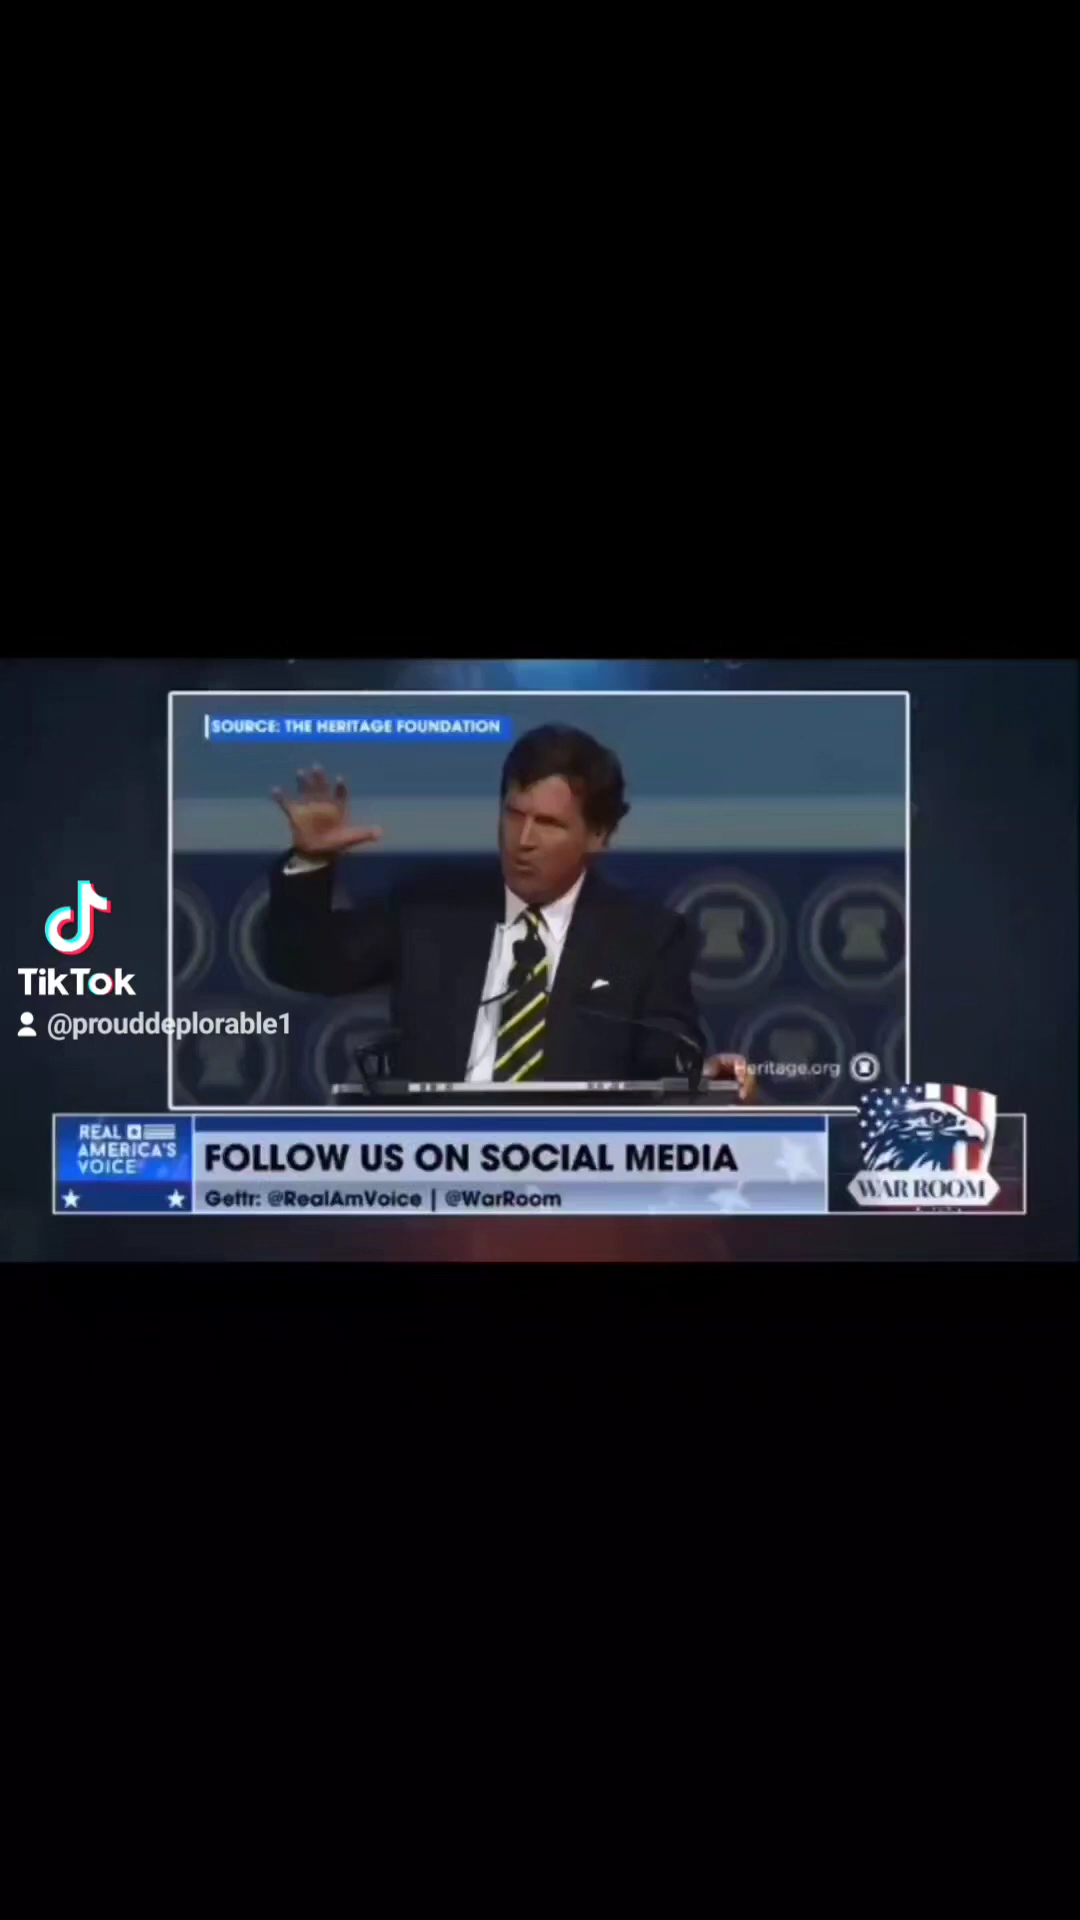 SOURCE: THE HERITAGE FOUNDATION
TikTok
@prouddeplorable1
Heritage.org
REAL
AMERICA'S
VOICE
FOLLOW US ON SOCIAL MEDIA
Gettr: @RealAmVoice | @WarRoom
WAR ROOM